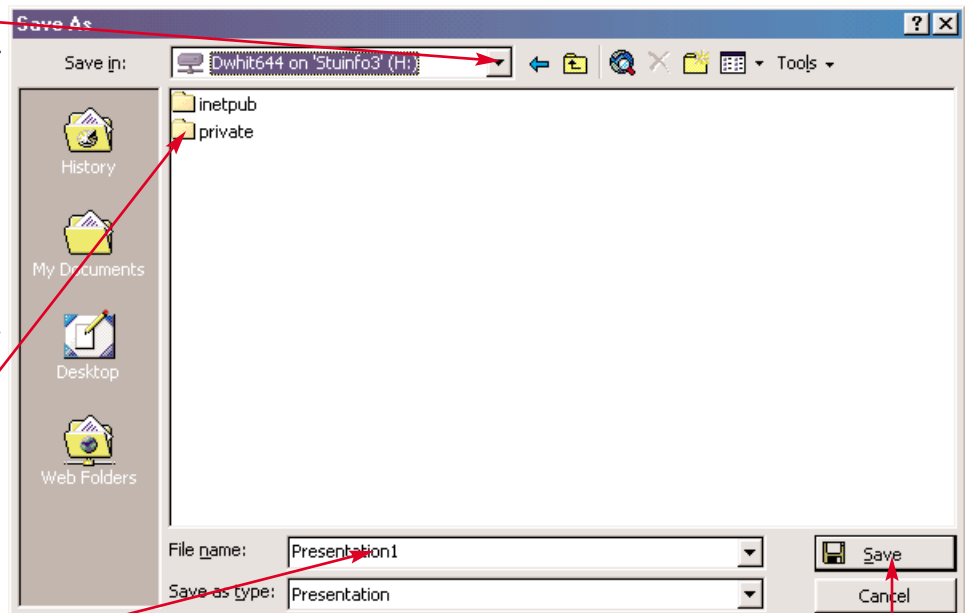 Save As
Save in: Dwhit644 on 'Stuinfo3' (H:) Tools
inetpub
private
History
My Documents
Desktop
Web Folders
File name: Presentation1 Save
Save as type: Presentation Cancel